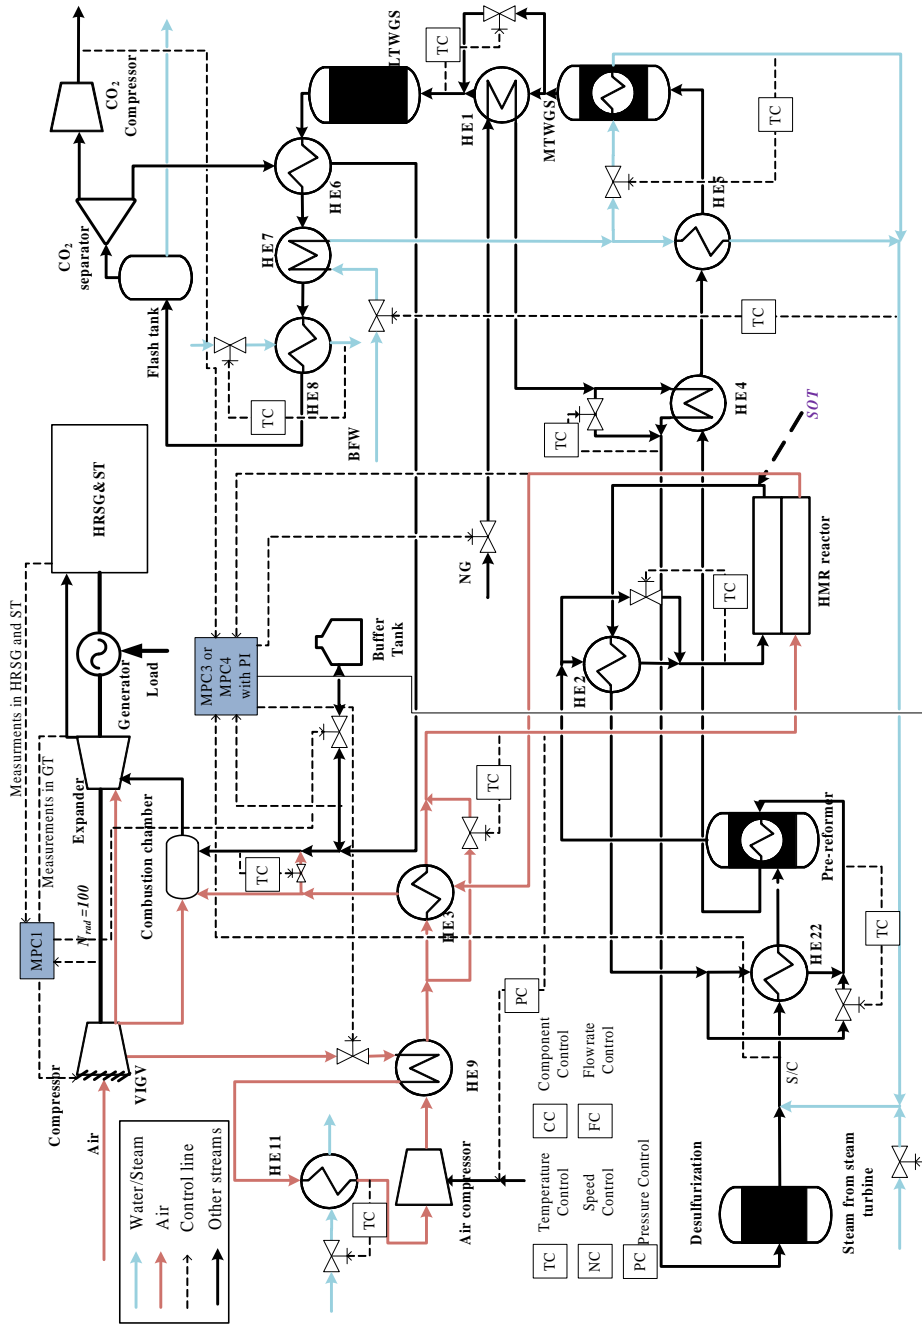 Measurments in HRSG and ST
Measurements in GT
MPC1
N_rad =100
Compressor
VIGV
Air
Expander
Generator
Load
HRSG&ST
Combustion chamber
TC
CO₂
Compressor
CO₂
separator
Flash tank
Water/Steam
Air
Control line
Other streams
MPC3 or
MPC4
with PI
Buffer
Tank
HE11
TC
HE9
HE3
TC
TC
HE8
HE7
HE6
BFW
LTWGS
TC
HE1
NG
Air compressor
PC
TC
Temperature
Control
CC
Component
Control
NC
Speed
Control
FC
Flowrate
Control
PC
Pressure Control
HE2
TC
TC
HE4
MTWGS
HE5
TC
TC
SOT
HMR reactor
Desulfurization
S/C
HE22
Pre-reformer
TC
Steam from steam
turbine